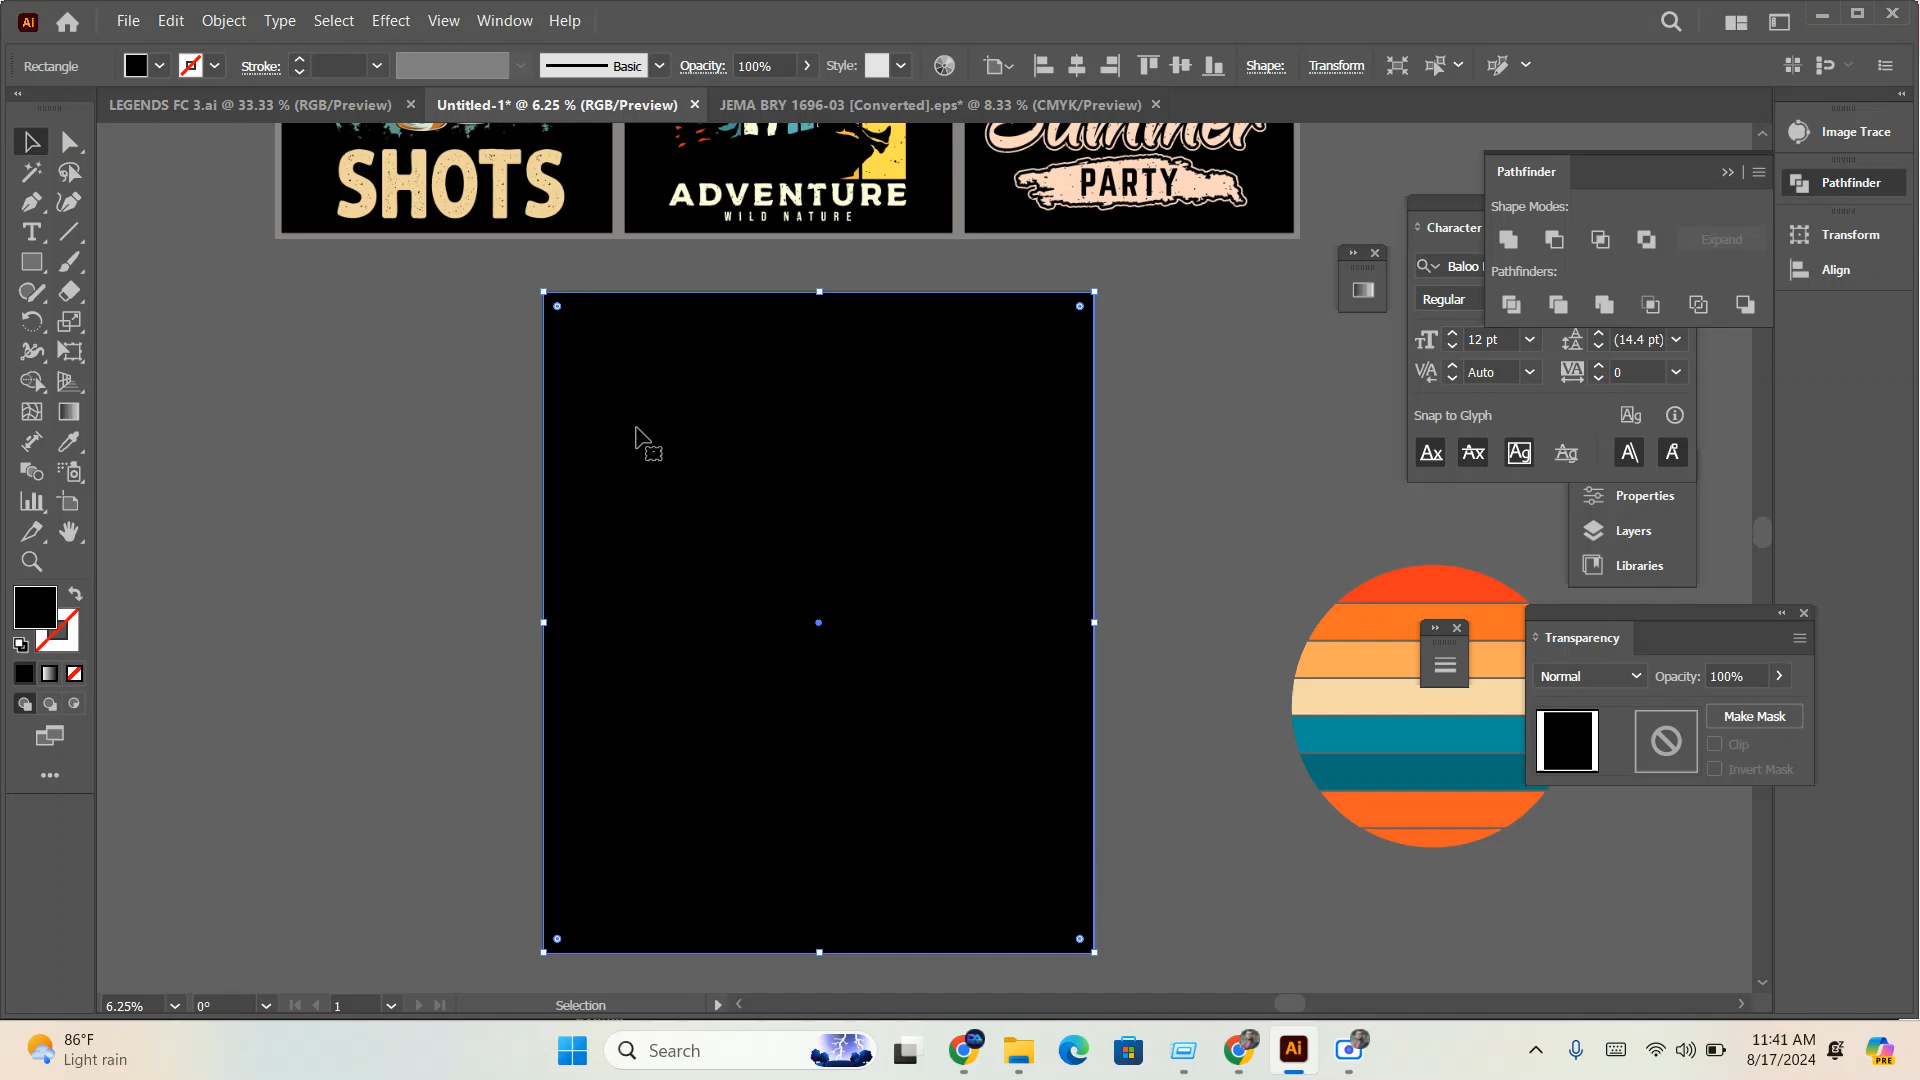 File Edit Object Type Select Effect View Window Help
Rectangle Stroke: Basic Opacity: 100% Style: Shape: Transform
LEGENDS FC 3.ai @ 33.33 % (RGB/Preview) Untitled-1* @ 6.25 % (RGB/Preview) JEMA BRY 1696-03 [Converted].eps* @ 8.33 % (CMYK/Preview)
Image Trace
Pathfinder
Transform
Align
Pathfinder
Shape Modes:
Expand
Pathfinders:
Character
Baloo
Regular
12 pt (14.4 pt)
Auto 0
Snap to Glyph
Properties
Layers
Libraries
Transparency
Normal Opacity: 100%
Make Mask
Clip
Invert Mask
SHOTS
ADVENTURE
WILD NATURE
Summer
PARTY
6.25% 0° 1 Selection
86°F
Light rain
Search
11:41 AM
8/17/2024